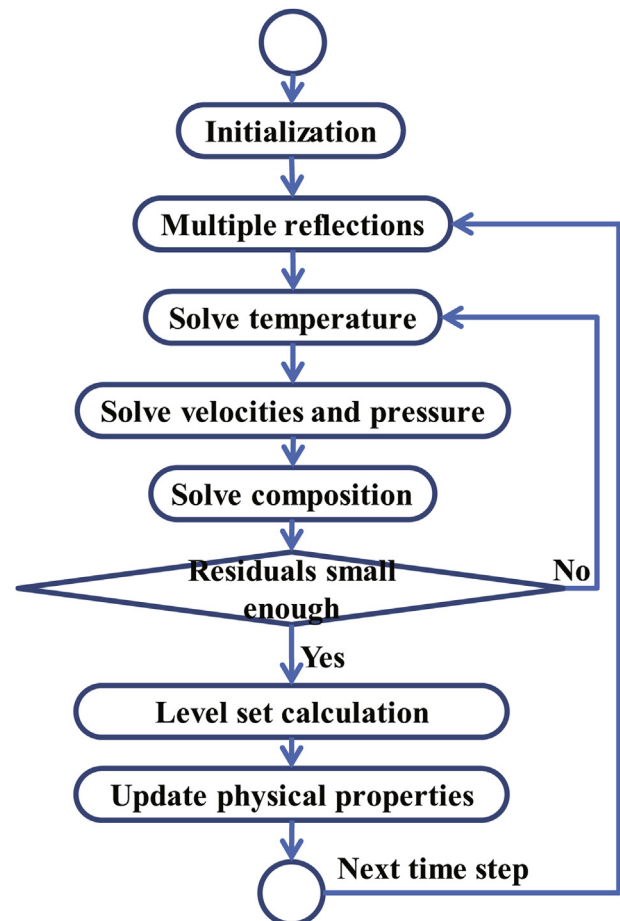 Initialization
Multiple reflections
Solve temperature
Solve velocities and pressure
Solve composition
Residuals small
enough
No
Yes
Level set calculation
Update physical properties
Next time step